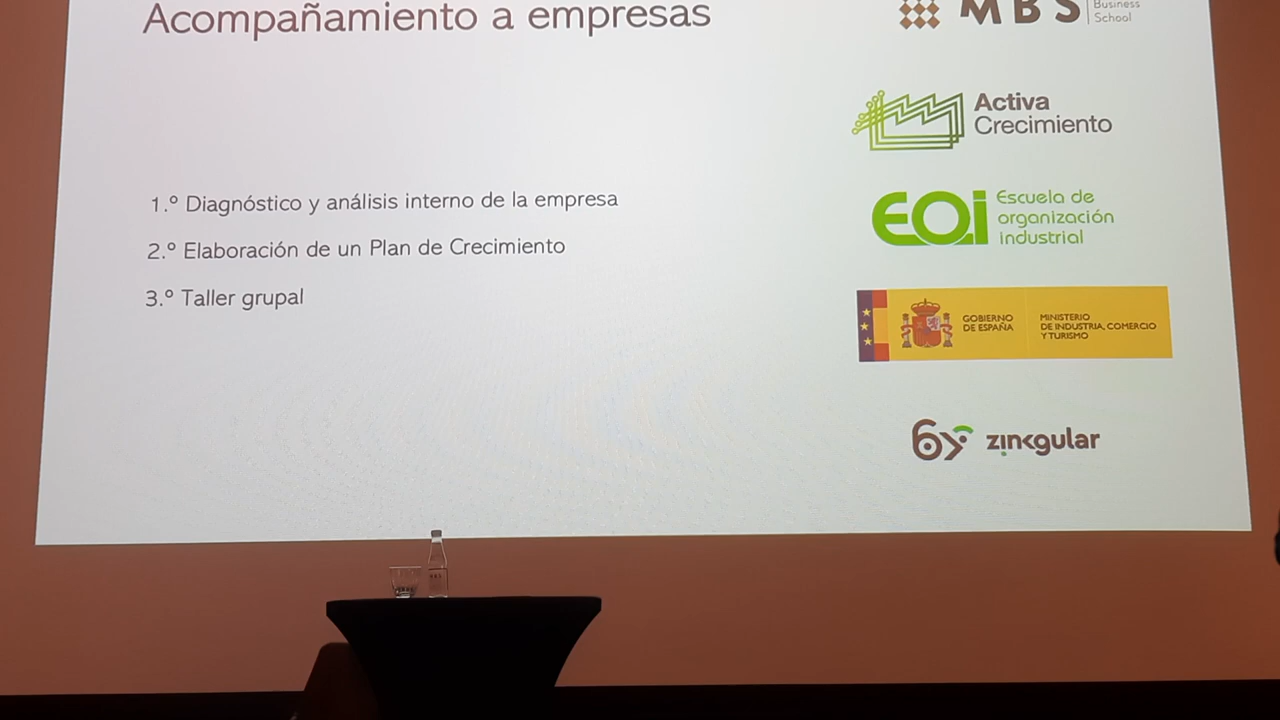 Acompañamiento a empresas
1.º Diagnóstico y análisis interno de la empresa
2.º Elaboración de un Plan de Crecimiento
3.º Taller grupal
MBS
Business
School
Activa
Crecimiento
EOI
Escuela de
organización
industrial
GOBIERNO
DE ESPAÑA
MINISTERIO
DE INDUSTRIA, COMERCIO
Y TURISMO
zinkgular